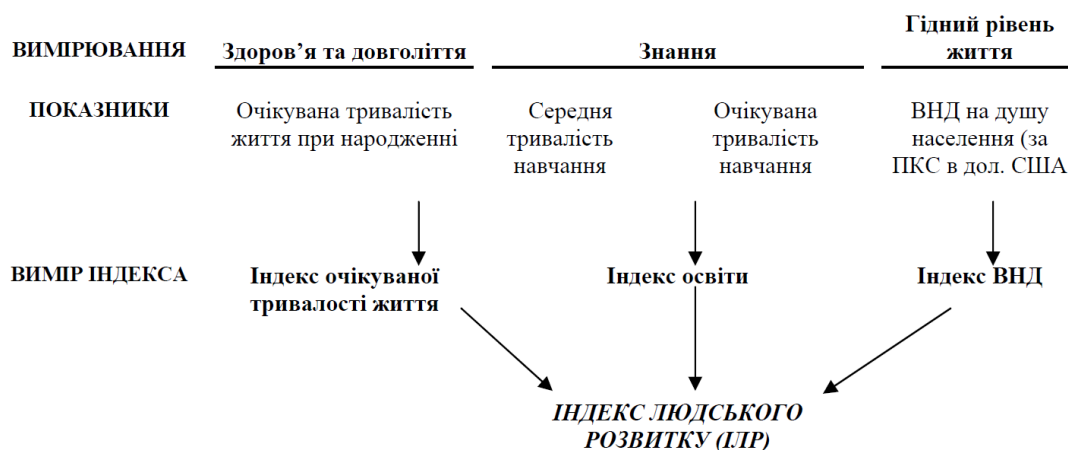 ВИМІРЮВАННЯ
Здоров’я та довголіття
Знання
Гідний рівень
життя
ПОКАЗНИКИ
Очікувана тривалість
життя при народженні
Середня
тривалість
навчання
Очікувана
тривалість
навчання
ВНД на душу
населення (за
ПКС в дол. США
ВИМІР ІНДЕКСА
Індекс очікуваної
тривалості життя
Індекс освіти
Індекс ВНД
ІНДЕКС ЛЮДСЬКОГО
РОЗВИТКУ (ІЛР)